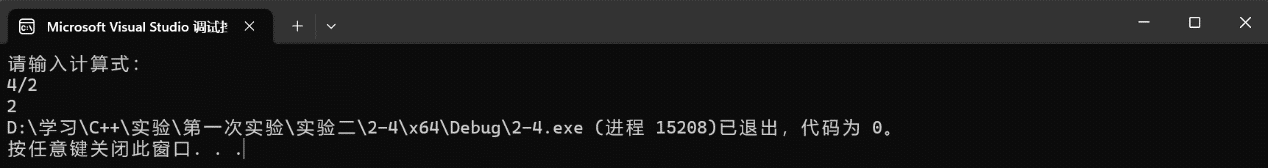 Microsoft Visual Studio 调试
请输入计算式:
4/2
2
D:\学习\C++\实验\第一次实验\实验二\2-4\x64\Debug\2-4.exe (进程 15208)已退出，代码为 0。
按任意键关闭此窗口. . .